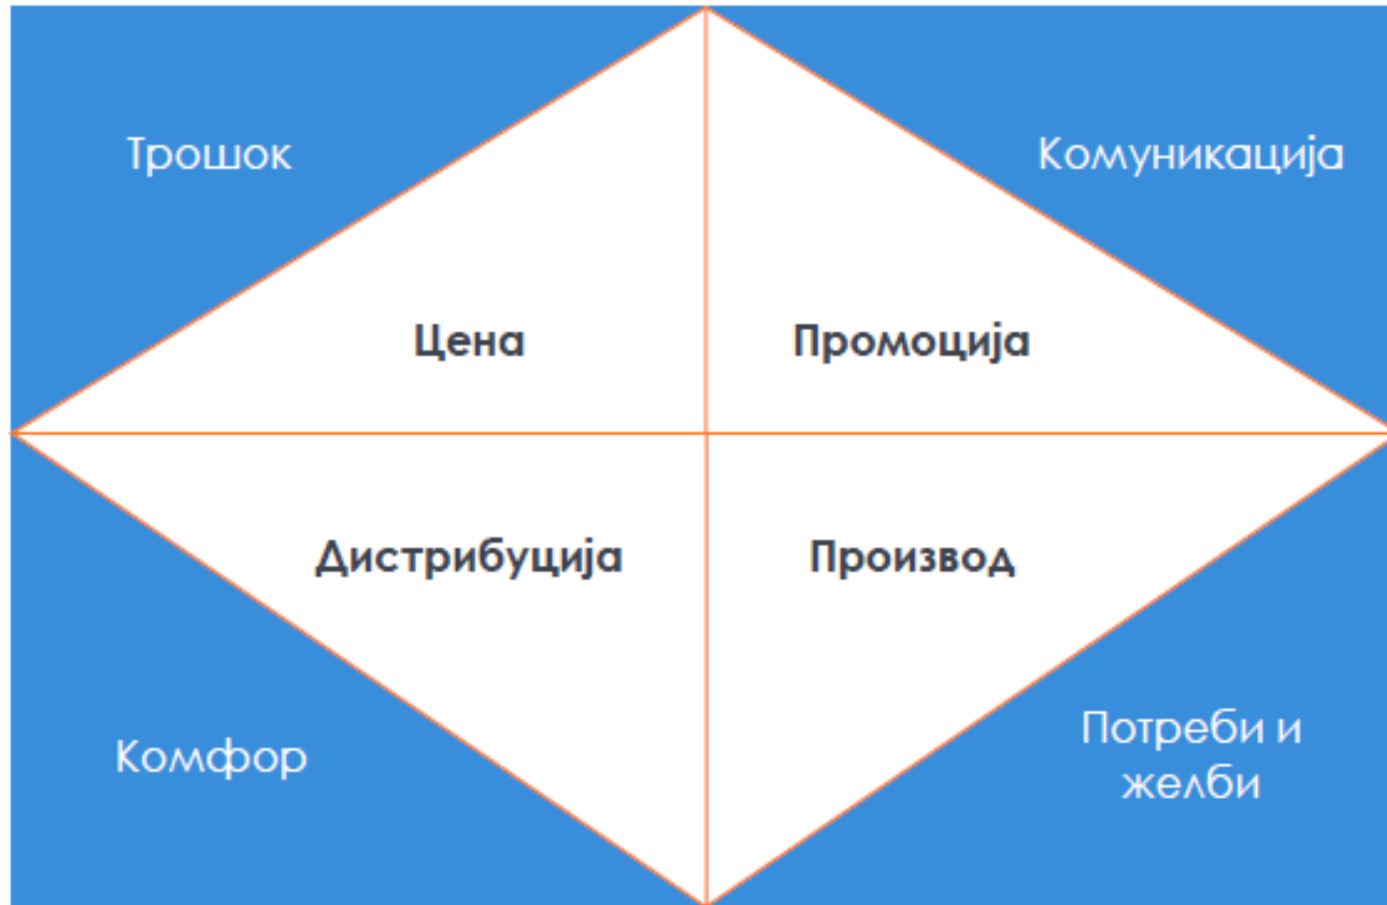 Трошок
Комуникација
Цена
Промоција
Дистрибуција
Производ
Комфор
Потреби и
желби